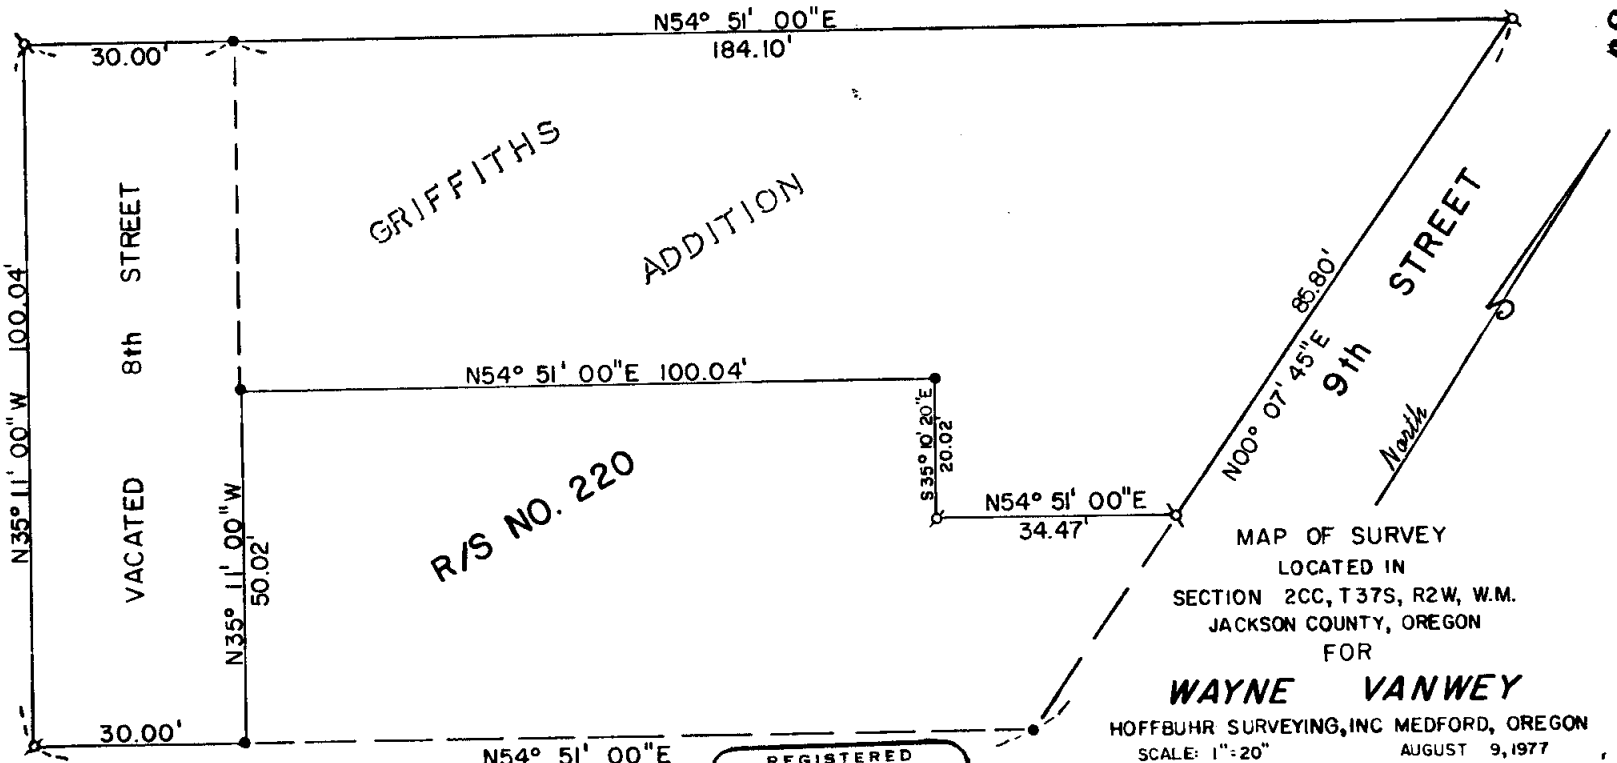 N54° 51' 00"E
30.00'
184.10'
GRIFFITHS
ADDITION
8th STREET
VACATED
N35° 11' 00"W 100.04'
N54° 51' 00"E 100.04'
S35° 10' 20"E
20.02'
N54° 51' 00"E
34.47'
85.80'
N00° 07' 45"E
9th STREET
North
R/S NO. 220
N35° 11' 00"W
50.02'
30.00'
N54° 51' 00"E
REGISTERED
MAP OF SURVEY
LOCATED IN
SECTION 2CC, T37S, R2W, W.M.
JACKSON COUNTY, OREGON
FOR
WAYNE VANWEY
HOFFBUHR SURVEYING, INC MEDFORD, OREGON
SCALE: 1"=20" AUGUST 9, 1977